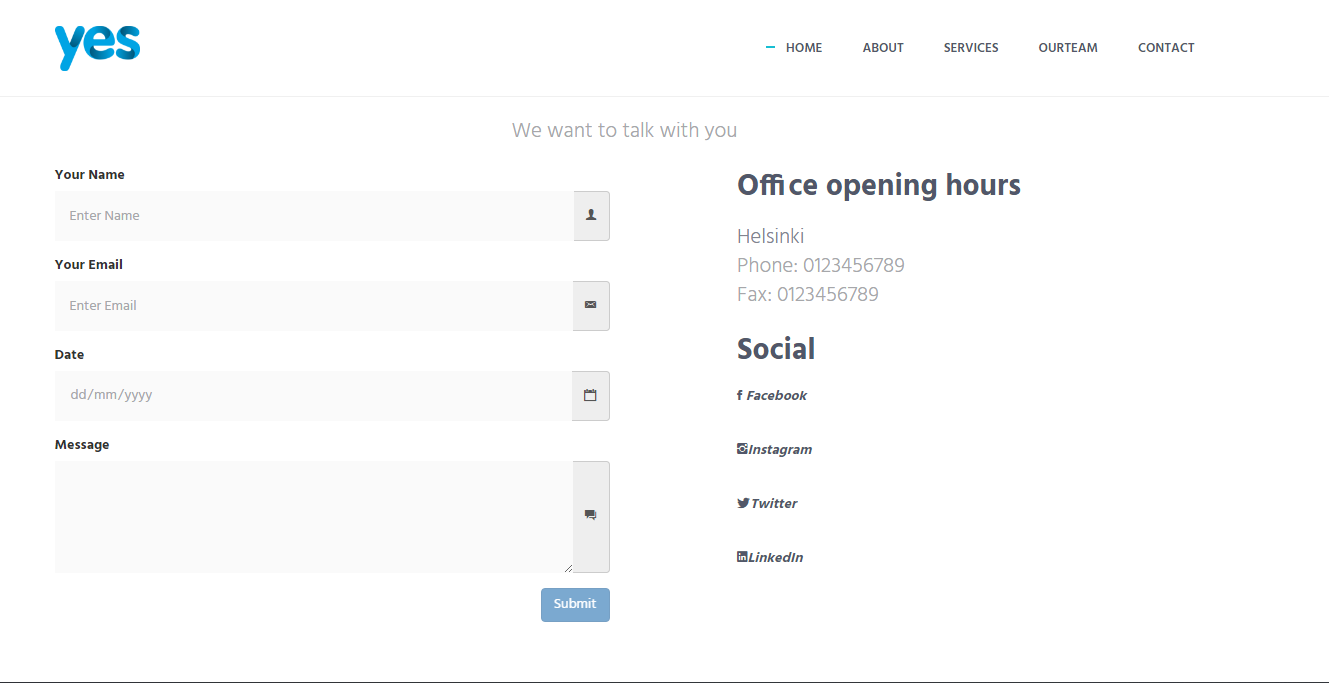 yes
HOME ABOUT SERVICES OURTEAM CONTACT
We want to talk with you
Your Name
Enter Name
Your Email
Enter Email
Date
dd/mm/yyyy
Message
Submit
Office opening hours
Helsinki
Phone: 0123456789
Fax: 0123456789
Social
Facebook
Instagram
Twitter
LinkedIn